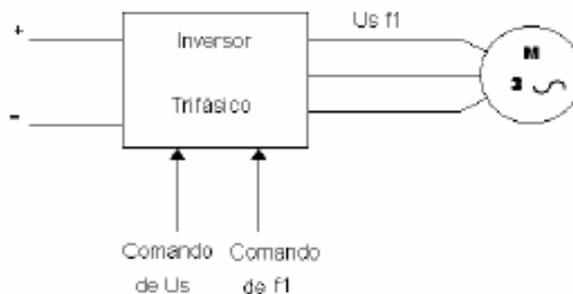 +
Inversor
Trifásico
-
Us f1
M
3
Comando
de Us
Comando
de f1